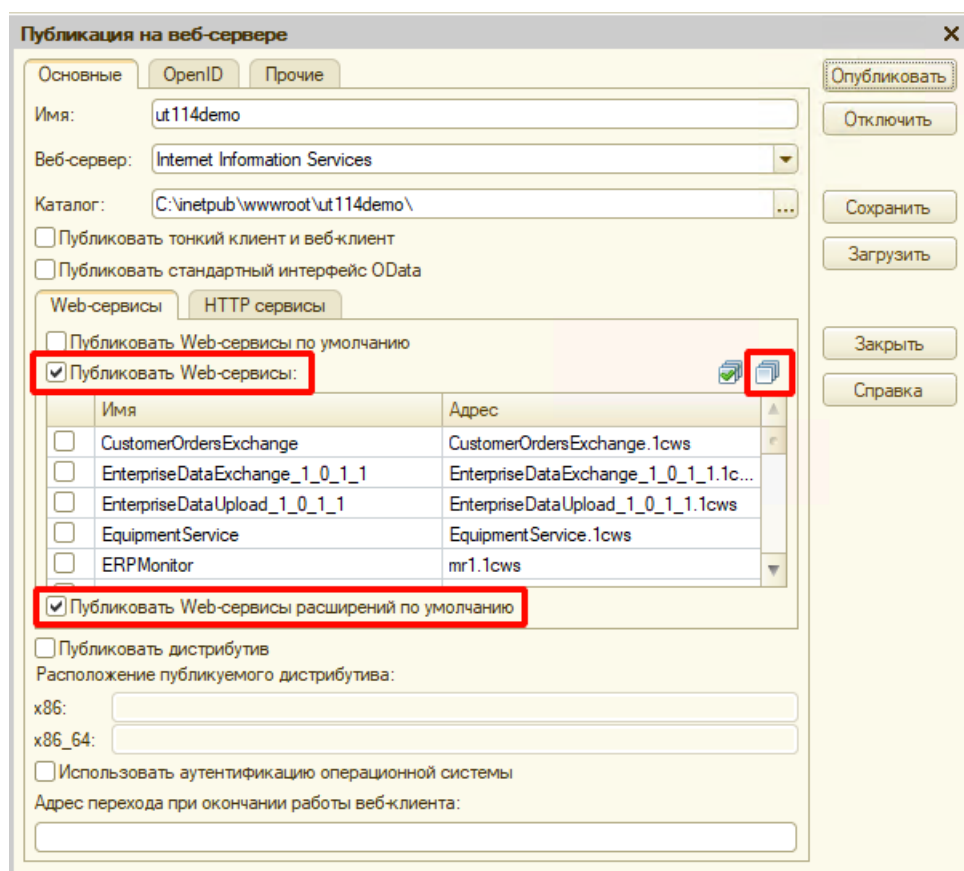 Публикация на веб-сервере
Основные OpenID Прочие
Опубликовать
Имя: ut114demo
Отключить
Веб-сервер: Internet Information Services
Каталог: C:\inetpub\wwwroot\ut114demo\ ...
Сохранить
Публиковать тонкий клиент и веб-клиент
Загрузить
Публиковать стандартный интерфейс OData
Web-сервисы HTTP сервисы
Публиковать Web-сервисы по умолчанию
Закрыть
Публиковать Web-сервисы:
Справка
Имя Адрес
CustomerOrdersExchange CustomerOrdersExchange.1cws
EnterpriseDataExchange_1_0_1_1 EnterpriseDataExchange_1_0_1_1.1c...
EnterpriseDataUpload_1_0_1_1 EnterpriseDataUpload_1_0_1_1.1cws
EquipmentService EquipmentService.1cws
ERPMonitor mr1.1cws
Публиковать Web-сервисы расширений по умолчанию
Публиковать дистрибутив
Расположение публикуемого дистрибутива:
x86:
x86_64:
Использовать аутентификацию операционной системы
Адрес перехода при окончании работы веб-клиента: